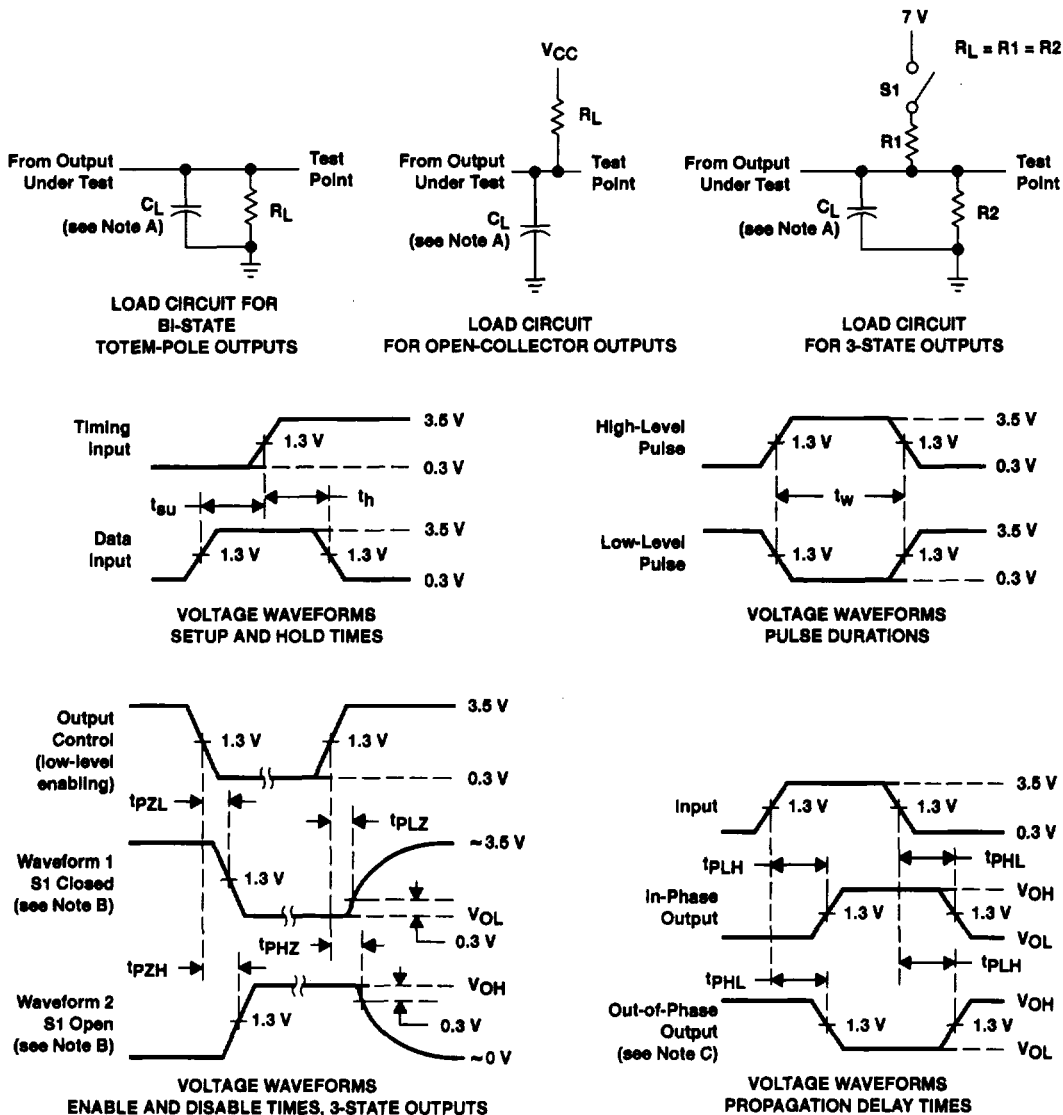 VCC
RL
From Output
Under Test
Test
Point
CL
(see Note A)
RL
LOAD CIRCUIT FOR
BI-STATE
TOTEM-POLE OUTPUTS
From Output
Under Test
Test
Point
CL
(see Note A)
LOAD CIRCUIT
FOR OPEN-COLLECTOR OUTPUTS
7 V
RL = R1 = R2
S1
R1
From Output
Under Test
Test
Point
CL
(see Note A)
R2
LOAD CIRCUIT
FOR 3-STATE OUTPUTS
Timing
Input
1.3 V
3.5 V
0.3 V
tsu
th
Data
Input
1.3 V
1.3 V
3.5 V
0.3 V
VOLTAGE WAVEFORMS
SETUP AND HOLD TIMES
High-Level
Pulse
1.3 V
1.3 V
3.5 V
0.3 V
tw
Low-Level
Pulse
1.3 V
1.3 V
3.5 V
0.3 V
VOLTAGE WAVEFORMS
PULSE DURATIONS
Output
Control
(low-level
enabling)
1.3 V
1.3 V
3.5 V
0.3 V
tPZL
tPLZ
Waveform 1
S1 Closed
(see Note B)
1.3 V
~3.5 V
VOL
0.3 V
tPZH
tPHZ
Waveform 2
S1 Open
(see Note B)
1.3 V
VOH
0.3 V
~0 V
VOLTAGE WAVEFORMS
ENABLE AND DISABLE TIMES, 3-STATE OUTPUTS
Input
1.3 V
1.3 V
3.5 V
0.3 V
tPLH
tPHL
In-Phase
Output
1.3 V
1.3 V
VOH
VOL
tPHL
tPLH
Out-of-Phase
Output
(see Note C)
1.3 V
1.3 V
VOH
VOL
VOLTAGE WAVEFORMS
PROPAGATION DELAY TIMES